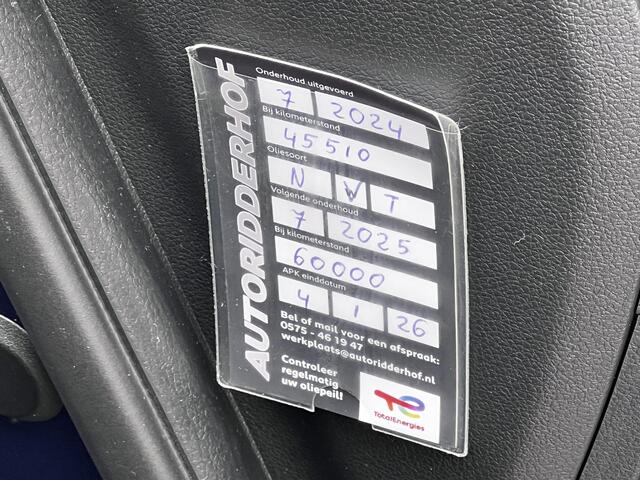 AUTORIDDERHOF
Onderhoud uitgevoerd
7 2024
Bij kilometerstand
45510
Oliesoort
N V T
Volgende onderhoud
7 2025
Bij kilometerstand
60000
APK einddatum
4 1 26
Bel of mail voor een afspraak:
0575 - 46 19 47
werkplaats@autoridderhof.nl
Controleer
regelmatig
uw oliepeil!
TotalEnergies